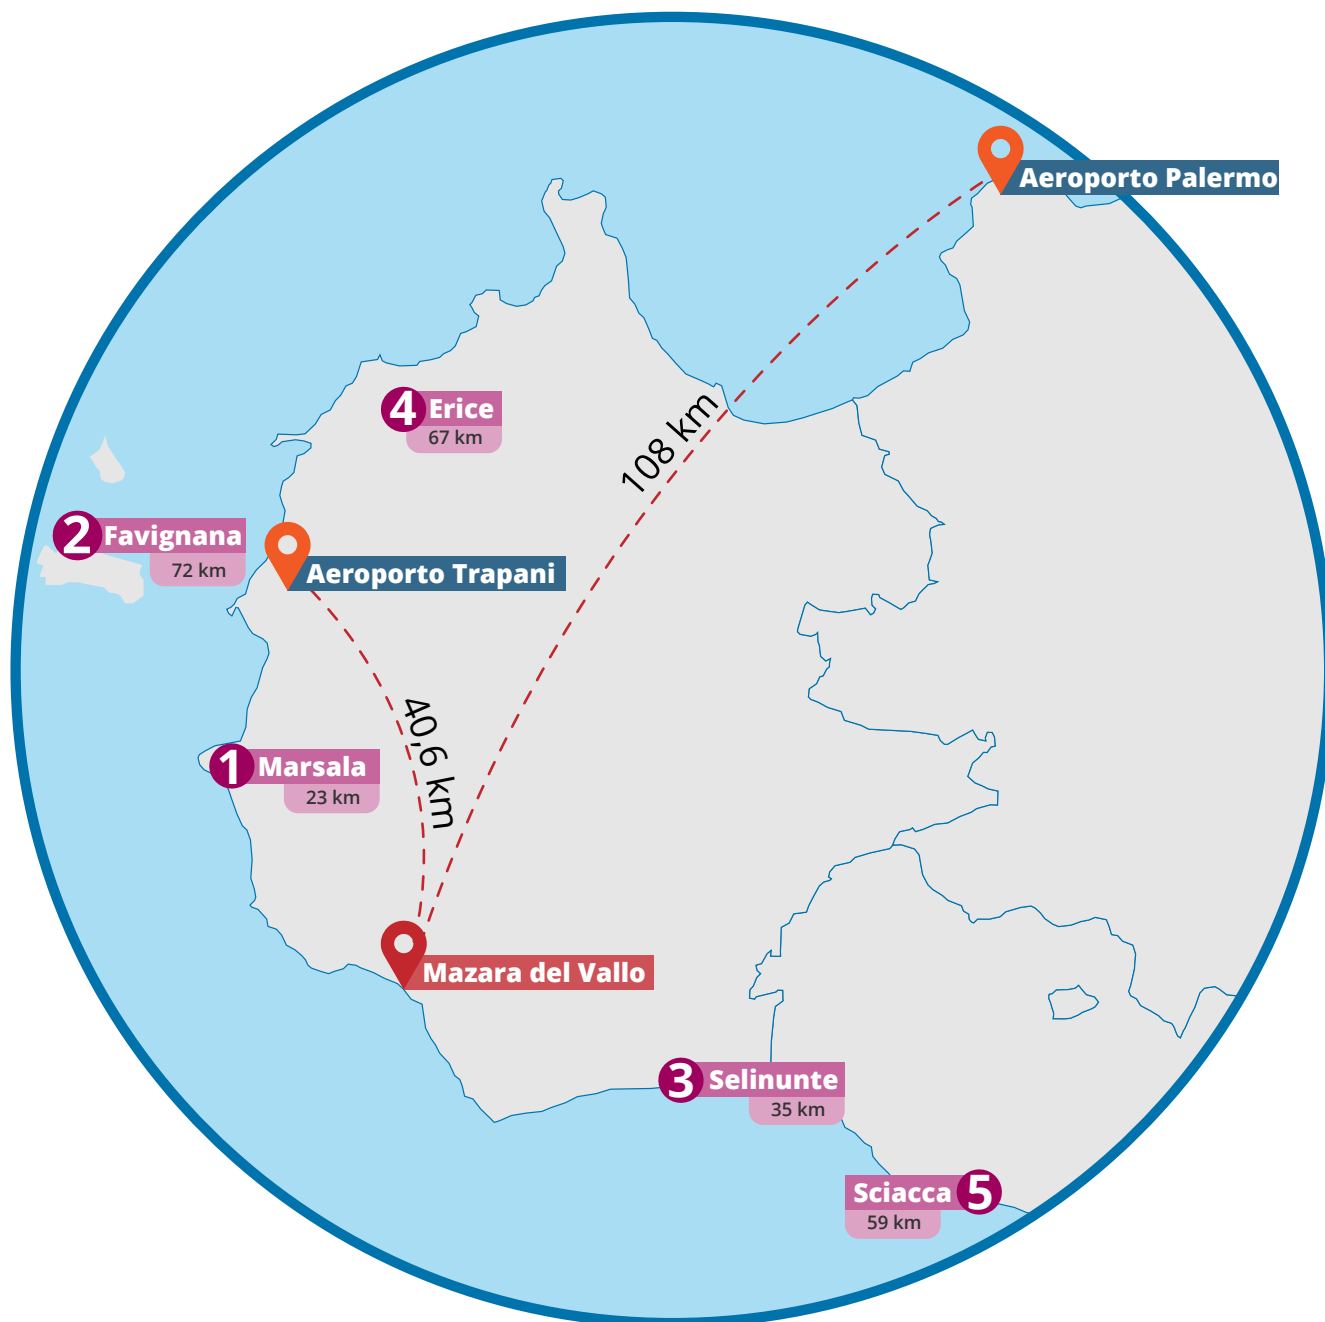 Aeroporto Palermo
108 km
4 Erice
67 km
2 Favignana
72 km
Aeroporto Trapani
40,6 km
1 Marsala
23 km
Mazara del Vallo
3 Selinunte
35 km
Sciacca 5
59 km